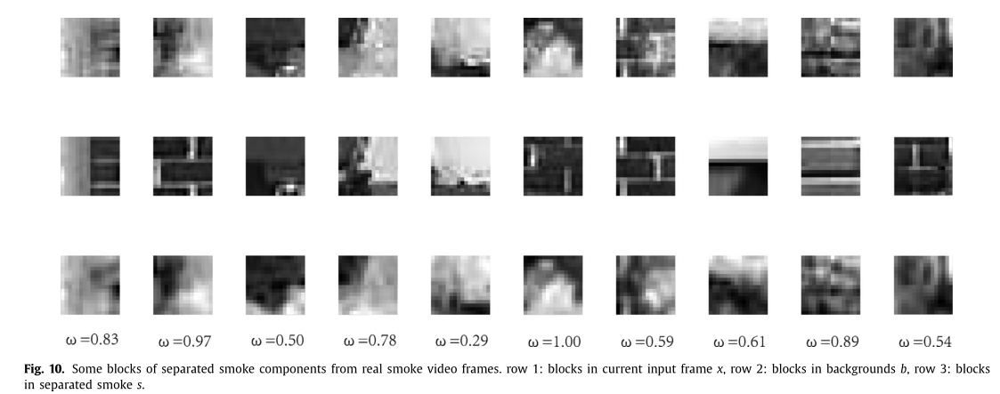 ω =0.83 ω =0.97 ω =0.50 ω =0.78 ω =0.29 ω =1.00 ω =0.59 ω =0.61 ω =0.89 ω =0.54
Fig. 10. Some blocks of separated smoke components from real smoke video frames. row 1: blocks in current input frame x, row 2: blocks in backgrounds b, row 3: blocks
in separated smoke s.